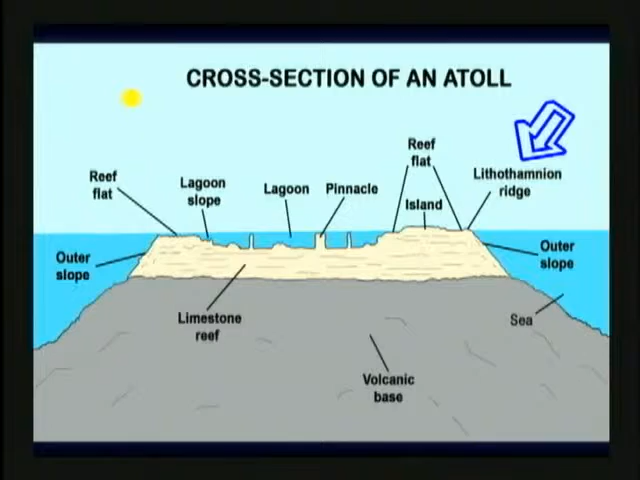 CROSS-SECTION OF AN ATOLL
Reef
flat
Lithothamnion
ridge
Reef
flat
Lagoon
slope
Lagoon
Pinnacle
Island
Outer
slope
Outer
slope
Limestone
reef
Sea
Volcanic
base